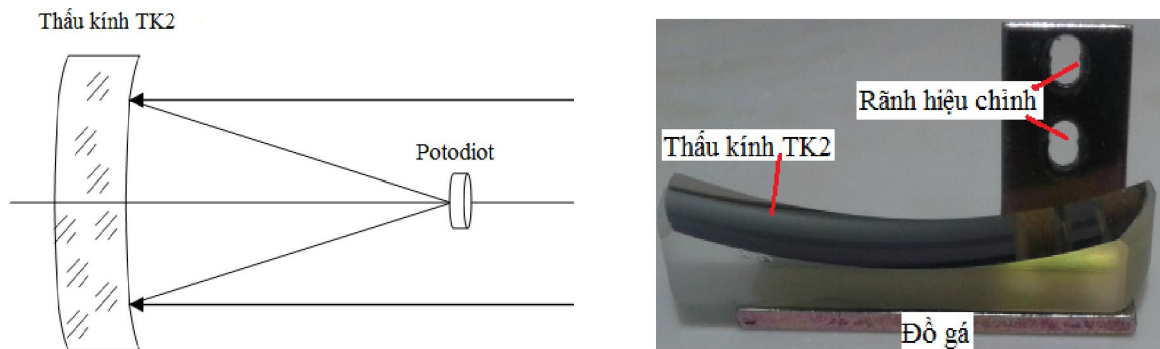 Thấu kính TK2
Potodiot
Rãnh hiệu chỉnh
Thấu kính TK2
Đồ gá